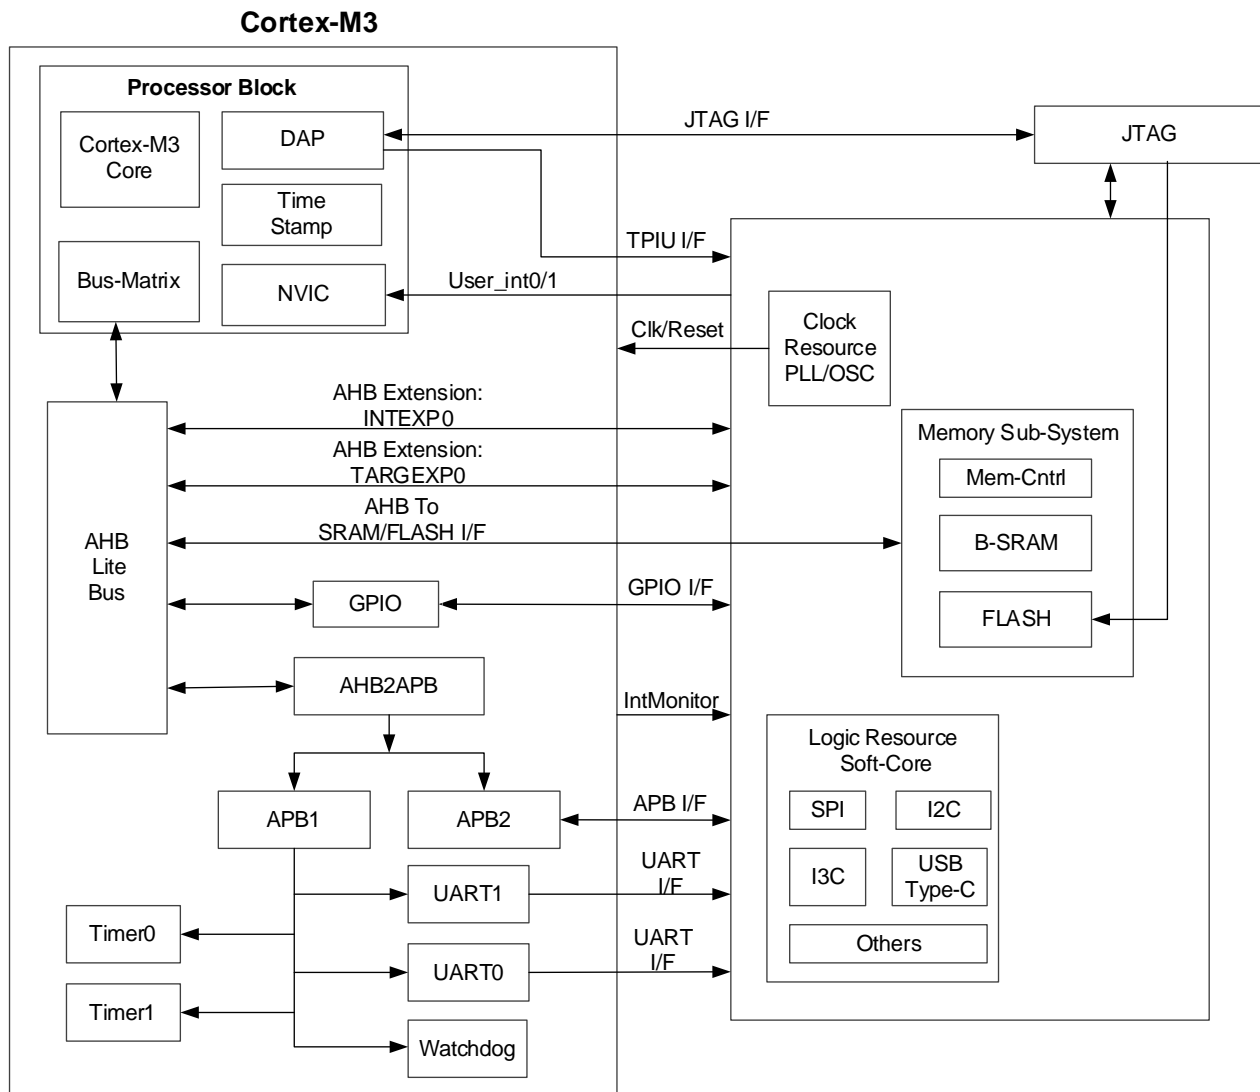 Cortex-M3
Processor Block
Cortex-M3
Core
DAP
Time
Stamp
Bus-Matrix
NVIC
JTAG I/F
JTAG
TPIU I/F
User_int0/1
Clk/Reset
Clock
Resource
PLL/OSC
AHB Extension:
INTEXP0
AHB Extension:
TARGEXP0
AHB To
SRAM/FLASH I/F
AHB
Lite
Bus
Memory Sub-System
Mem-Cntrl
B-SRAM
FLASH
GPIO
GPIO I/F
AHB2APB
IntMonitor
Logic Resource
Soft-Core
SPI
I2C
I3C
USB
Type-C
Others
APB1
APB2
APB I/F
UART1
UART
I/F
Timer0
UART0
UART
I/F
Timer1
Watchdog